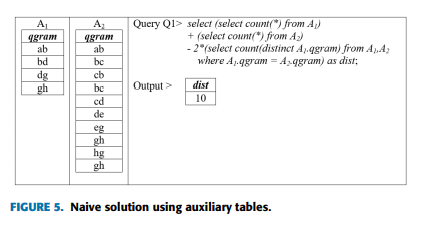 A₁
qgram
ab
bd
dg
gh
A₂
qgram
ab
bc
cb
bc
cd
de
eg
gh
hg
gh
Query Q1> select (select count(*) from A₁)
+ (select count(*) from A₂)
- 2*(select count(distinct A₁.qgram) from A₁,A₂
where A₁.qgram = A₂.qgram) as dist;
Output >
dist
10
FIGURE 5. Naive solution using auxiliary tables.